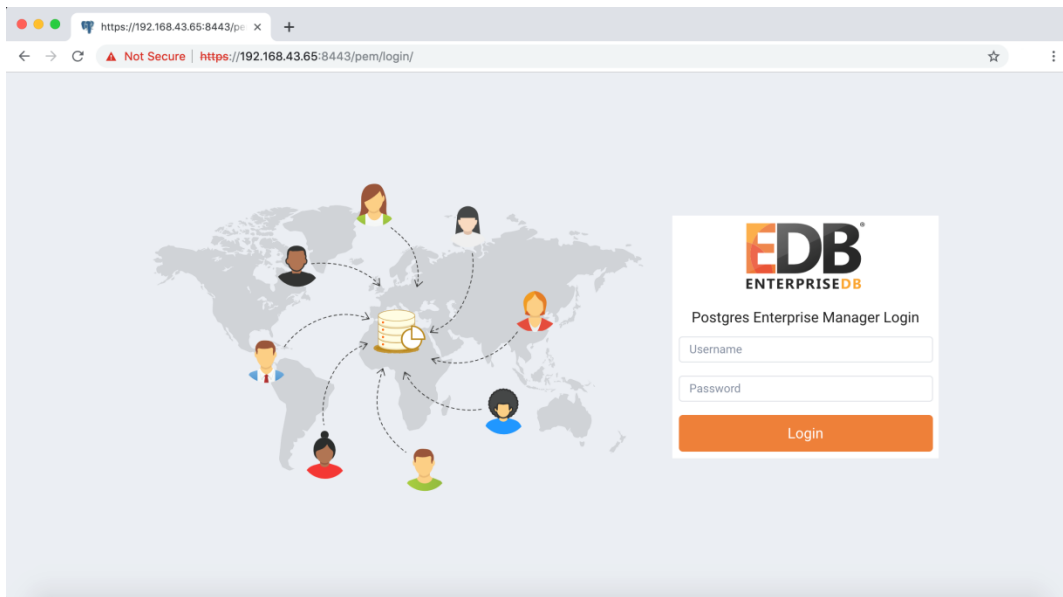 https://192.168.43.65:8443/pe
Not Secure | https://192.168.43.65:8443/pem/login/
EDB®
ENTERPRISEDB
Postgres Enterprise Manager Login
Username
Password
Login